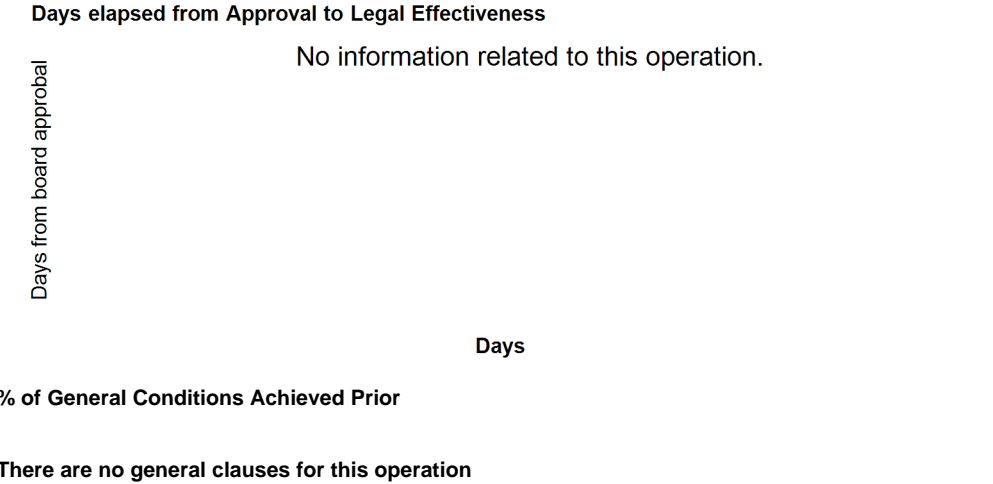 Days elapsed from Approval to Legal Effectiveness
No information related to this operation.
Days from board approbal
Days
% of General Conditions Achieved Prior
There are no general clauses for this operation